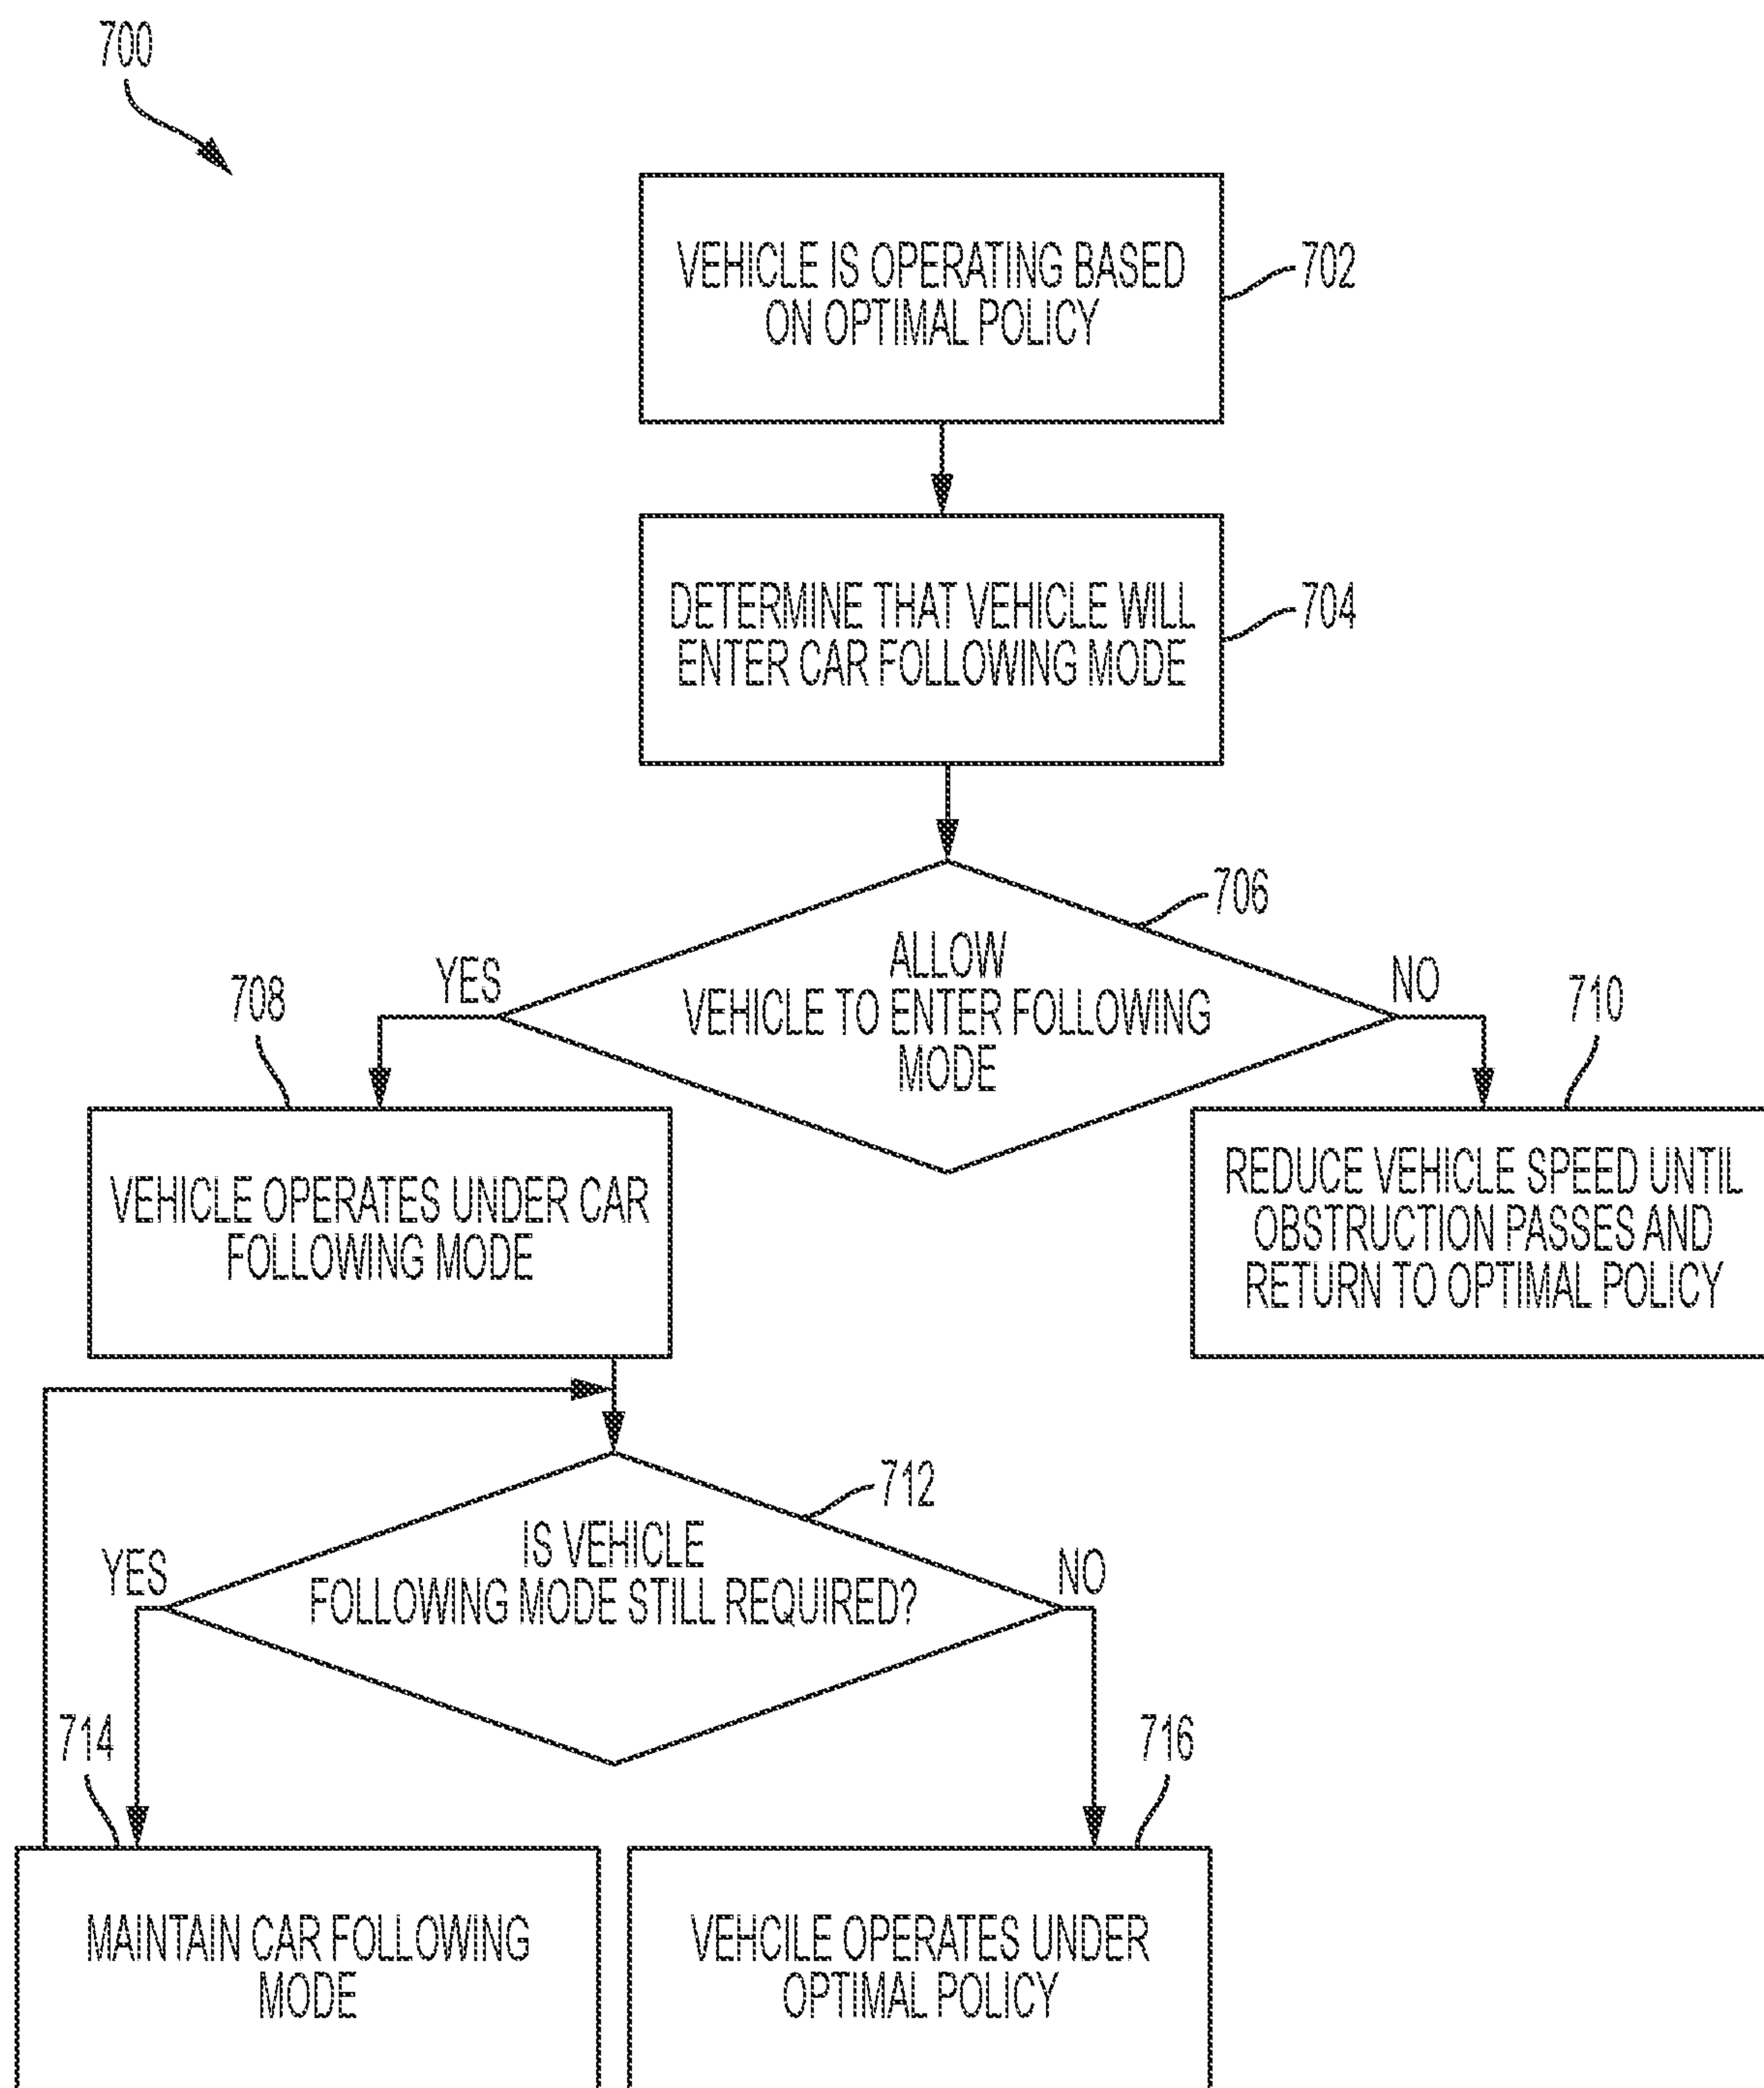 700
VEHICLE IS OPERATING BASED
ON OPTIMAL POLICY
702
DETERMINE THAT VEHICLE WILL
ENTER CAR FOLLOWING MODE
704
706
ALLOW
VEHICLE TO ENTER FOLLOWING
MODE
YES
NO
708
710
VEHICLE OPERATES UNDER CAR
FOLLOWING MODE
REDUCE VEHICLE SPEED UNTIL
OBSTRUCTION PASSES AND
RETURN TO OPTIMAL POLICY
712
IS VEHICLE
FOLLOWING MODE STILL REQUIRED?
YES
NO
714
716
MAINTAIN CAR FOLLOWING
MODE
VEHCILE OPERATES UNDER
OPTIMAL POLICY